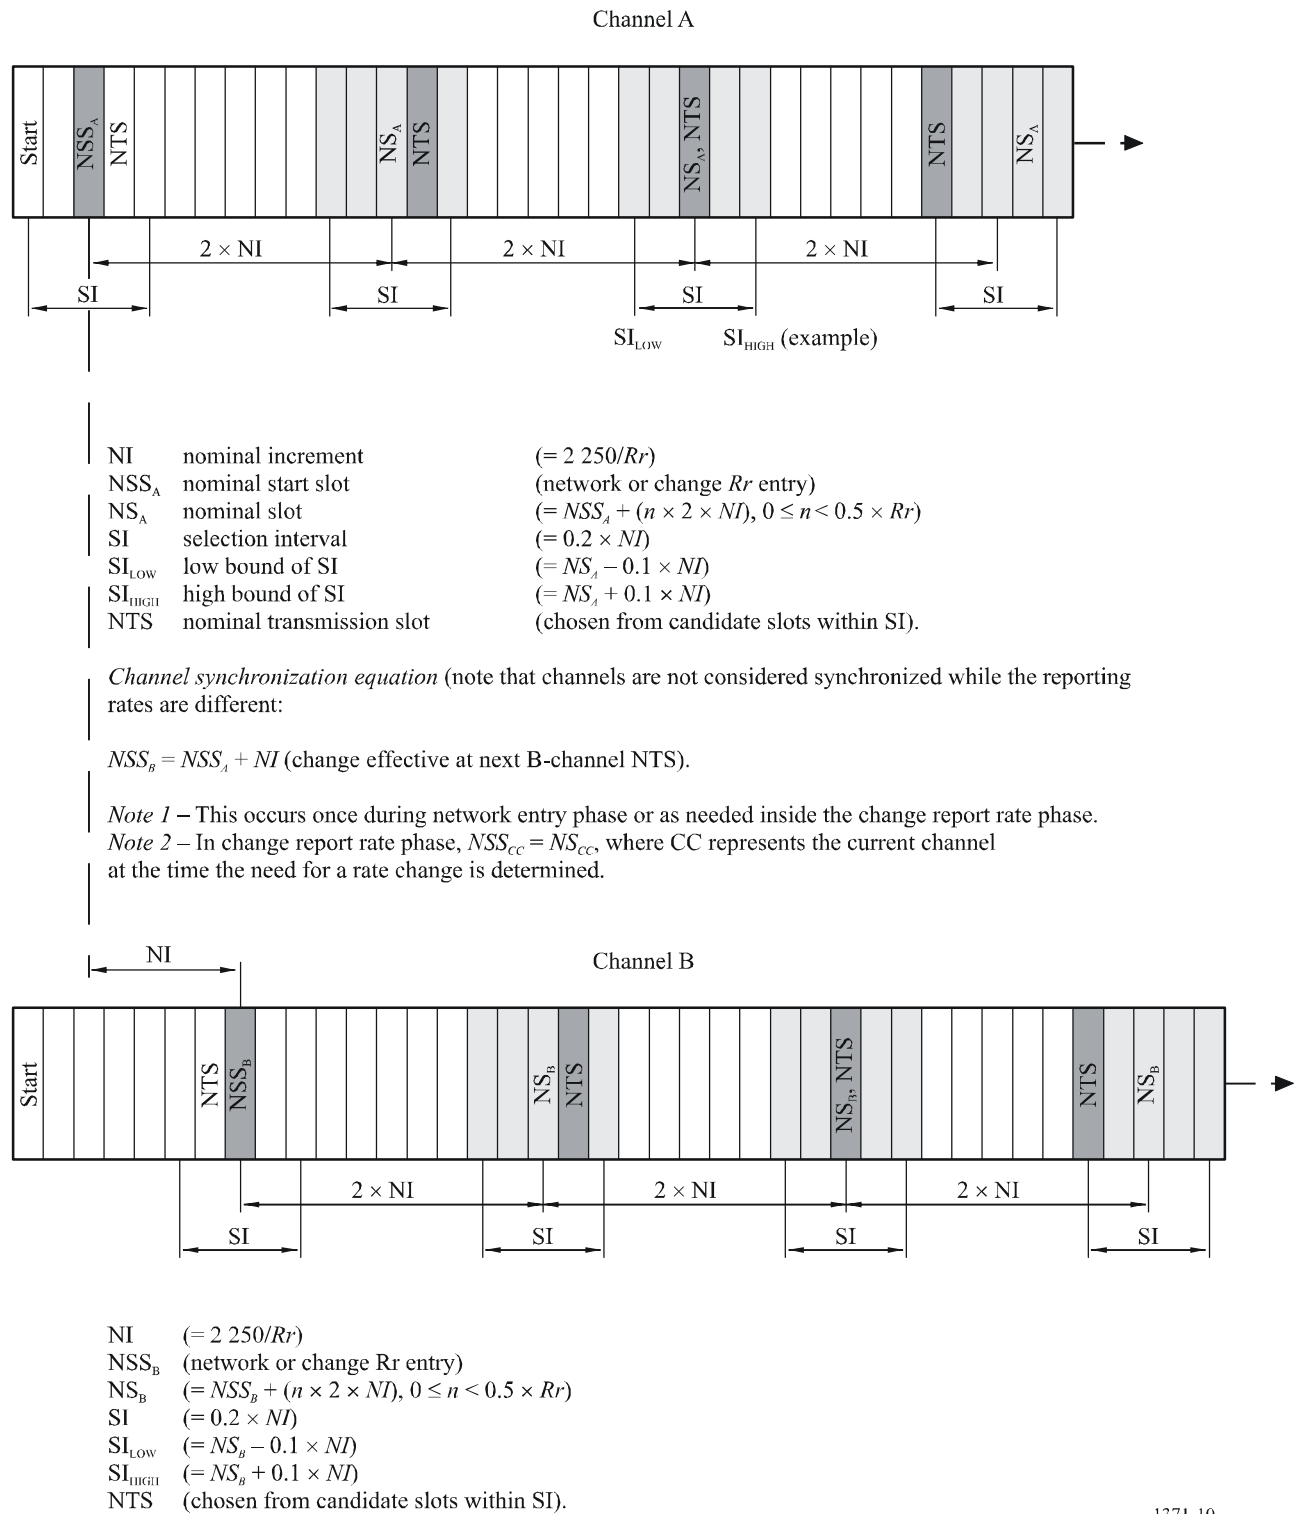 Channel A
Start
NSS_A
NTS
NS_A
NTS
NS_A, NTS
NTS
NS_A
2 × NI
2 × NI
2 × NI
SI
SI
SI
SI
SI_LOW
SI_HIGH (example)
NI nominal increment (= 2 250/Rr)
NSS_A nominal start slot (network or change Rr entry)
NS_A nominal slot (= NSS_A + (n × 2 × NI), 0 ≤ n < 0.5 × Rr)
SI selection interval (= 0.2 × NI)
SI_LOW low bound of SI (= NS_A – 0.1 × NI)
SI_HIGH high bound of SI (= NS_A + 0.1 × NI)
NTS nominal transmission slot (chosen from candidate slots within SI).
Channel synchronization equation (note that channels are not considered synchronized while the reporting
rates are different:
NSS_B = NSS_A + NI (change effective at next B-channel NTS).
Note 1 – This occurs once during network entry phase or as needed inside the change report rate phase.
Note 2 – In change report rate phase, NSS_CC = NS_CC, where CC represents the current channel
at the time the need for a rate change is determined.
NI
Channel B
Start
NTS
NSS_B
NS_B
NTS
NS_B, NTS
NTS
NS_B
2 × NI
2 × NI
2 × NI
SI
SI
SI
SI
NI (= 2 250/Rr)
NSS_B (network or change Rr entry)
NS_B (= NSS_B + (n × 2 × NI), 0 ≤ n < 0.5 × Rr)
SI (= 0.2 × NI)
SI_LOW (= NS_B – 0.1 × NI)
SI_HIGH (= NS_B + 0.1 × NI)
NTS (chosen from candidate slots within SI).